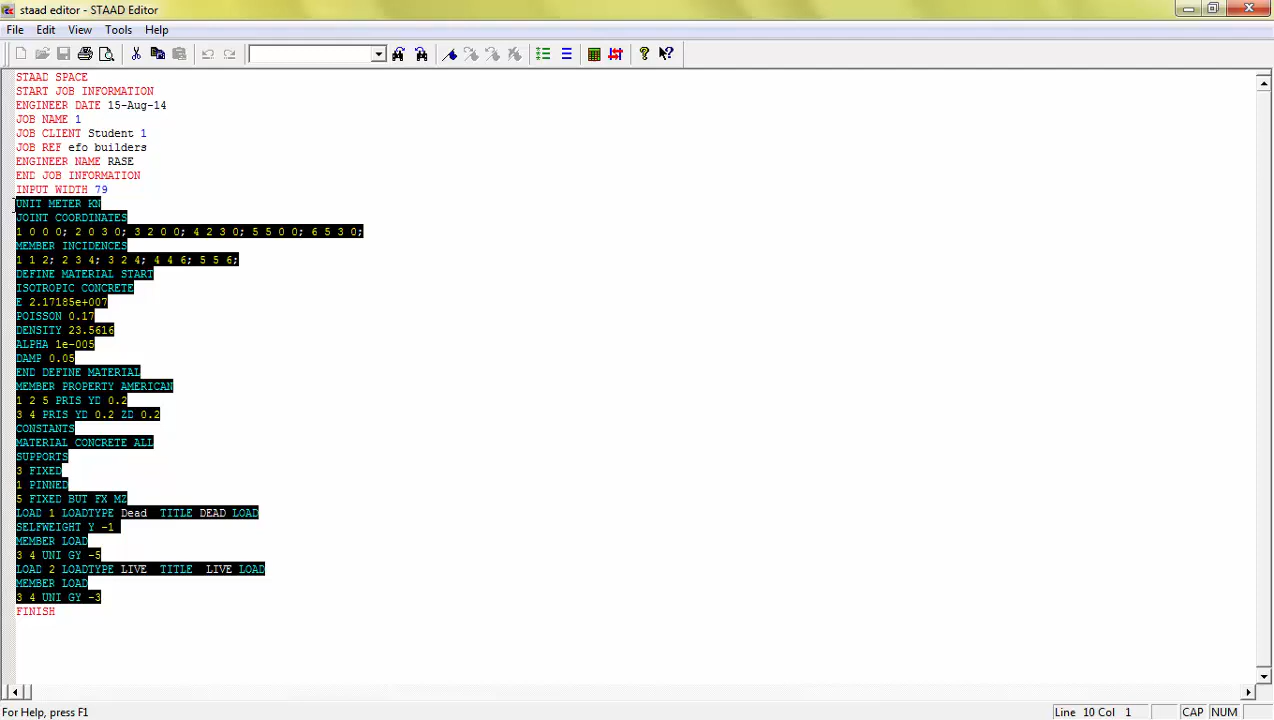 staad editor - STAAD Editor
File Edit View Tools Help
STAAD SPACE
START JOB INFORMATION
ENGINEER DATE 15-Aug-14
JOB NAME 1
JOB CLIENT Student 1
JOB REF efo builders
ENGINEER NAME RASE
END JOB INFORMATION
INPUT WIDTH 79
UNIT METER KN
JOINT COORDINATES
1 0 0 0; 2 0 3 0; 3 2 0 0; 4 2 3 0; 5 5 0 0; 6 5 3 0;
MEMBER INCIDENCES
1 1 2; 2 3 4; 3 2 4; 4 4 6; 5 5 6;
DEFINE MATERIAL START
ISOTROPIC CONCRETE
E 2.17185e+007
POISSON 0.17
DENSITY 23.5616
ALPHA 1e-005
DAMP 0.05
END DEFINE MATERIAL
MEMBER PROPERTY AMERICAN
1 2 5 PRIS YD 0.2
3 4 PRIS YD 0.2 ZD 0.2
CONSTANTS
MATERIAL CONCRETE ALL
SUPPORTS
3 FIXED
1 PINNED
5 FIXED BUT FX MZ
LOAD 1 LOADTYPE Dead  TITLE DEAD LOAD
SELFWEIGHT Y -1
MEMBER LOAD
3 4 UNI GY -5
LOAD 2 LOADTYPE LIVE  TITLE  LIVE LOAD
MEMBER LOAD
3 4 UNI GY -3
FINISH
For Help, press F1
Line 10 Col 1 CAP NUM